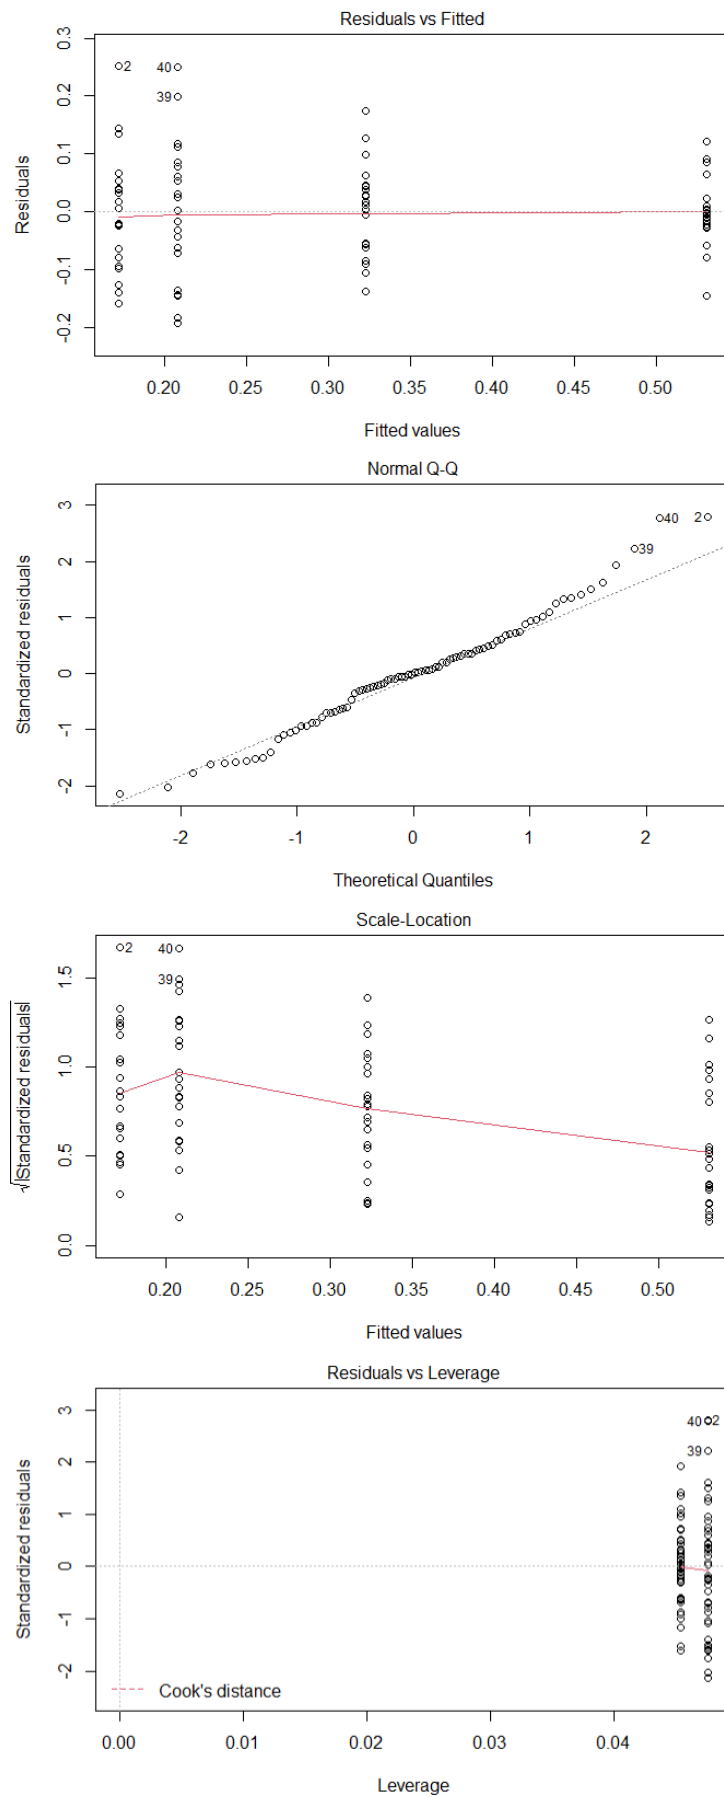 Residuals vs Fitted
0.3
0.2
0.1
0.0
-0.1
-0.2
Residuals
2
40
39
0.20 0.25 0.30 0.35 0.40 0.45 0.50
Fitted values
Normal Q-Q
3
2
1
0
-1
-2
Standardized residuals
40
2
39
-2 -1 0 1 2
Theoretical Quantiles
Scale-Location
1.5
1.0
0.5
0.0
√|Standardized residuals|
2
40
39
0.20 0.25 0.30 0.35 0.40 0.45 0.50
Fitted values
Residuals vs Leverage
3
2
1
0
-1
-2
Standardized residuals
40
2
39
Cook's distance
0.00 0.01 0.02 0.03 0.04
Leverage